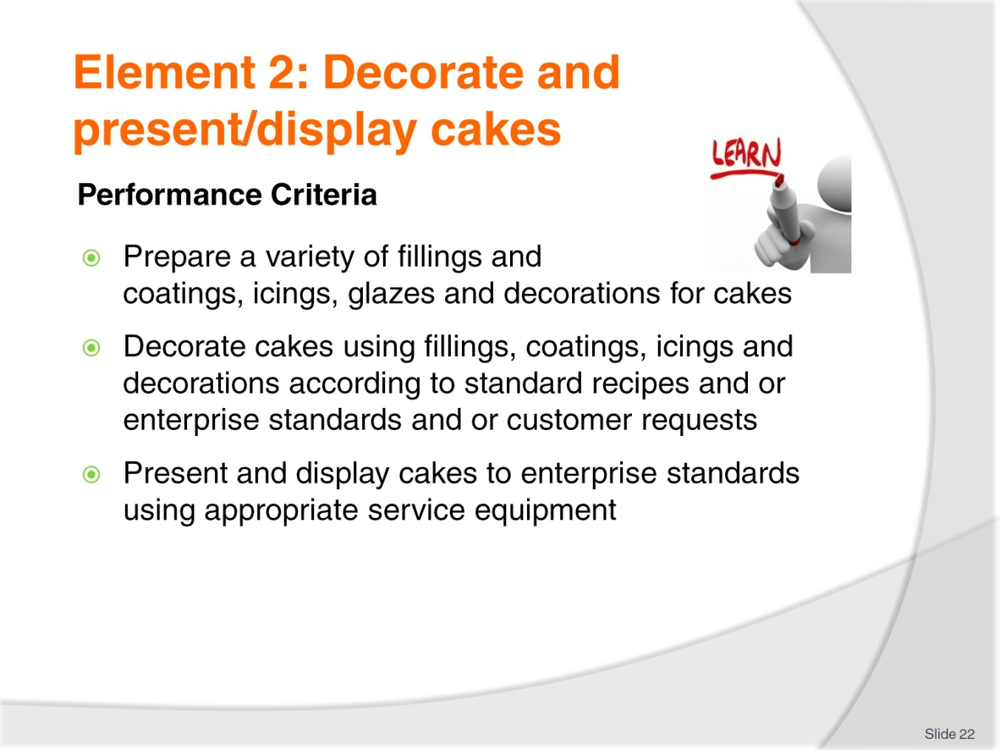 Element 2: Decorate and
present/display cakes
LEARN
Performance Criteria
Prepare a variety of fillings and
coatings, icings, glazes and decorations for cakes
Decorate cakes using fillings, coatings, icings and
decorations according to standard recipes and or
enterprise standards and or customer requests
Present and display cakes to enterprise standards
using appropriate service equipment
Slide 22